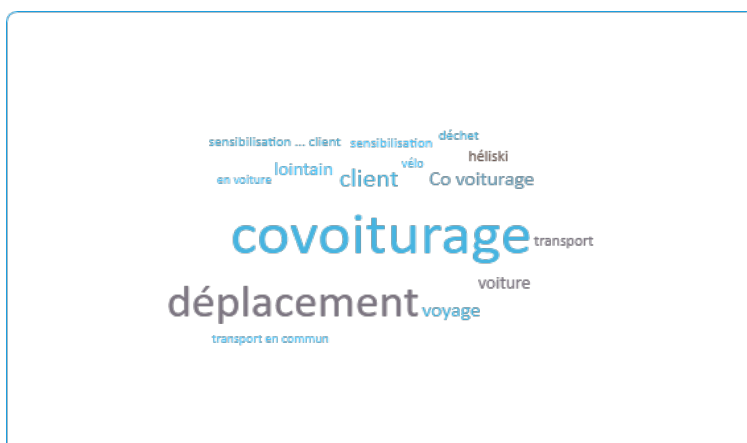 déchet
sensibilisation ... client sensibilisation
héliski
vélo
en voiture lointain client Co voiturage
covoiturage transport
voiture
déplacement voyage
transport en commun